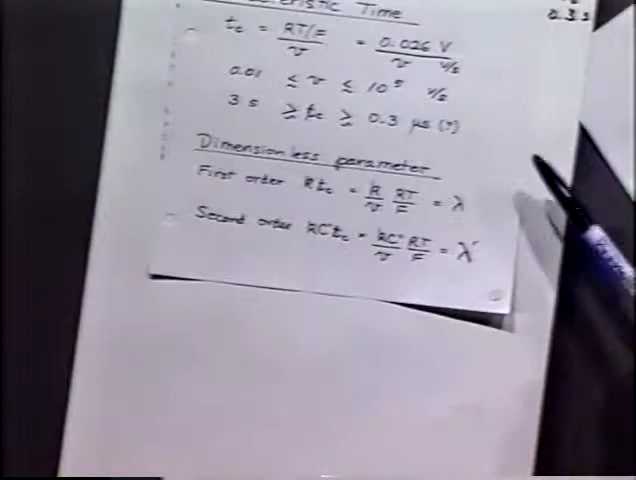 Time
t_c = RT/F / v = 0.026 V / v V/s
0.01 ≤ v ≤ 10^5 V/s
3 s ≥ t_c ≥ 0.3 μs (?)
Dimensionless parameter
First order k t_c = k/v RT/F = λ
Second order kC* t_c = kC*/v RT/F = λ'
0.3 s